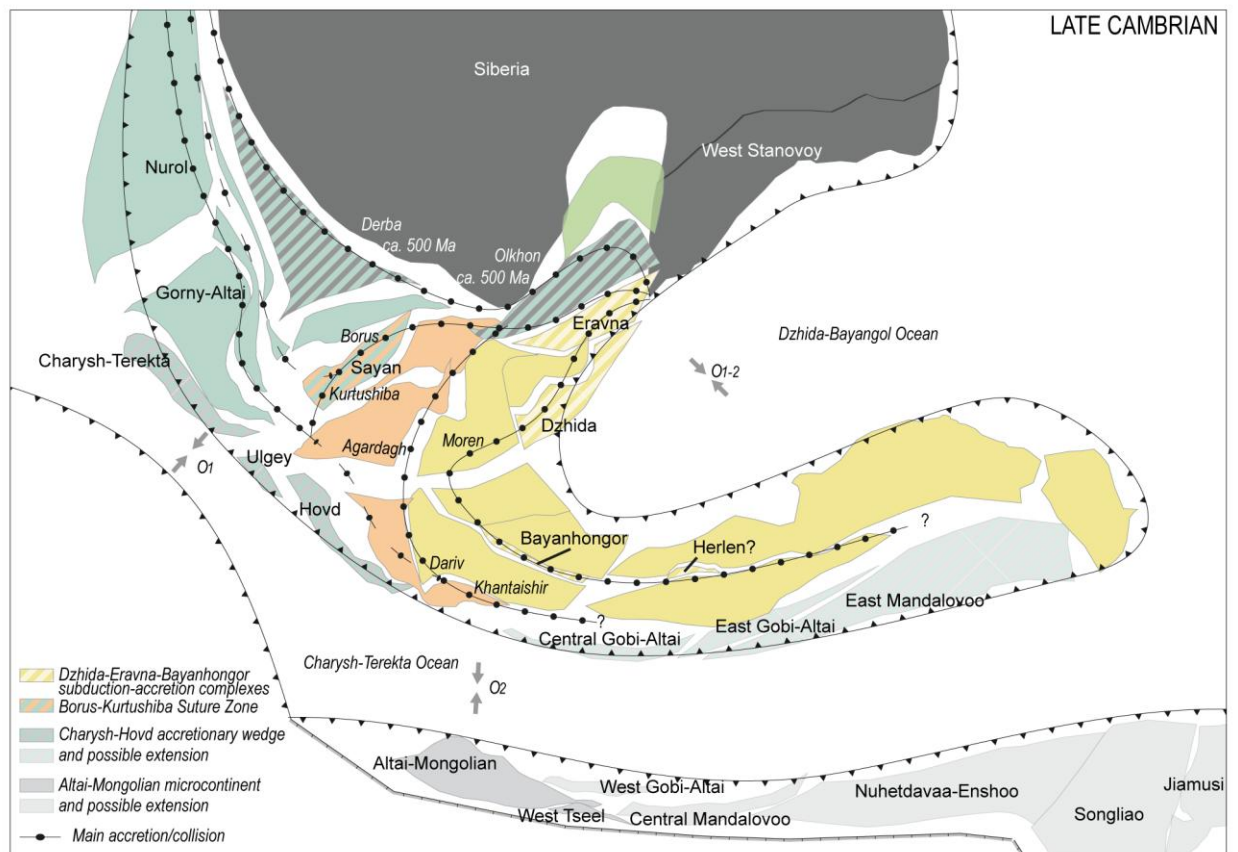 LATE CAMBRIAN
Siberia
West Stanovoy
Nurol
Derba
ca. 500 Ma
Olkhon
ca. 500 Ma
Gorny-Altai
Charysh-Terekta
Borus
Sayan
Kurtushiba
Eravna
Dzhida-Bayangol Ocean
O1-2
Agardagh
Moren
Dzhida
Ulgey
O1
Hovd
Bayanhongor
Herlen?
?
Dariv
Khantaishir
?
East Mandalovoo
East Gobi-Altai
Central Gobi-Altai
Charysh-Terekta Ocean
O2
Dzhida-Eravna-Bayanhongor
subduction-accretion complexes
Borus-Kurtushiba Suture Zone
Charysh-Hovd accretionary wedge
and possible extension
Altai-Mongolian microcontinent
and possible extension
Main accretion/collision
Altai-Mongolian
West Gobi-Altai
West Tseel
Central Mandalovoo
Nuhetdavaa-Enshoo
Songliao
Jiamusi